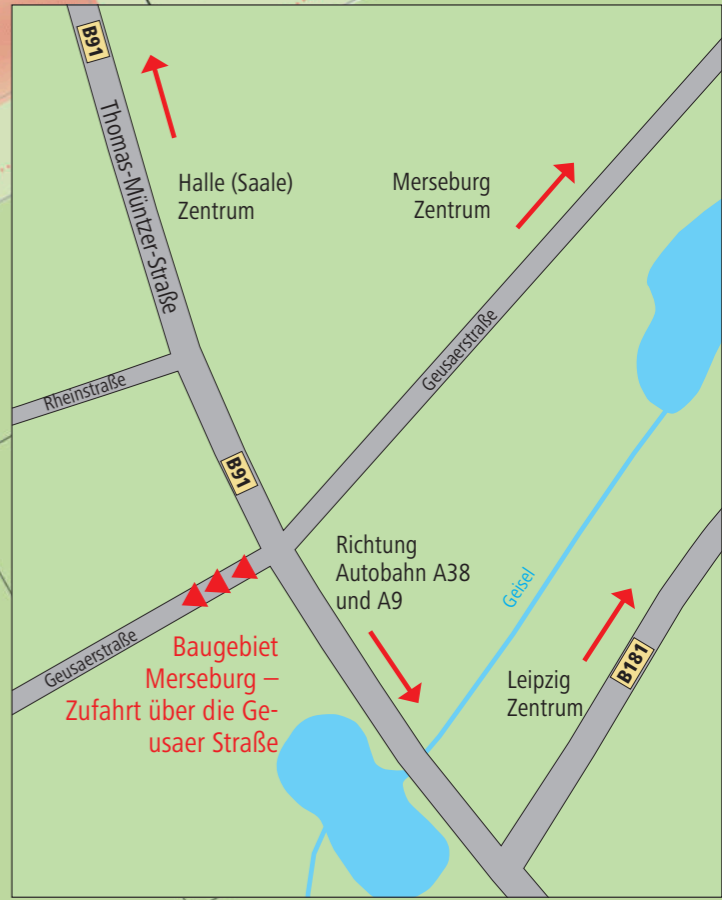 B91
Thomas-Müntzer-Straße
Halle (Saale)
Zentrum
Merseburg
Zentrum
Geusaerstraße
Rheinstraße
B91
Richtung
Autobahn A38
und A9
Geisel
Geusaerstraße
Baugebiet
Merseburg –
Zufahrt über die Ge-
usaer Straße
Leipzig
Zentrum
B181